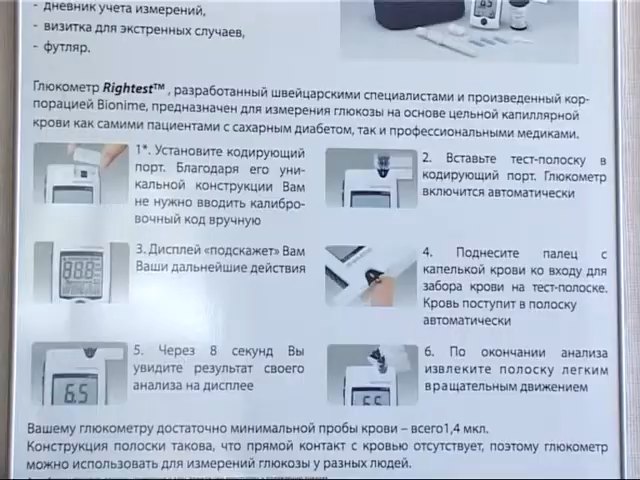 - дневник учета измерений,
- визитка для экстренных случаев,
- футляр.
Глюкометр Rightest™ , разработанный швейцарскими специалистами и произведенный кор-
порацией Bionime, предназначен для измерения глюкозы на основе цельной капиллярной
крови как самими пациентами с сахарным диабетом, так и профессиональными медиками.
1*. Установите кодирующий
порт. Благодаря его уни-
кальной конструкции Вам
не нужно вводить калибро-
вочный код вручную
2. Вставьте тест-полоску в
кодирующий порт. Глюкометр
включится автоматически
888
3. Дисплей «подскажет» Вам
Ваши дальнейшие действия
4. Поднесите палец с
капелькой крови ко входу для
забора крови на тест-полоске.
Кровь поступит в полоску
автоматически
6.5
5. Через 8 секунд Вы
увидите результат своего
анализа на дисплее
6.5
6. По окончании анализа
извлеките полоску легким
вращательным движением
Вашему глюкометру достаточно минимальной пробы крови – всего1,4 мкл.
Конструкция полоски такова, что прямой контакт с кровью отсутствует, поэтому глюкометр
можно использовать для измерений глюкозы у разных людей.